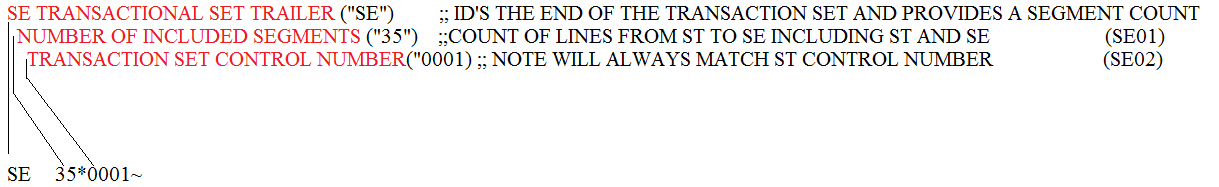 SE TRANSACTIONAL SET TRAILER ("SE") ;; ID'S THE END OF THE TRANSACTION SET AND PROVIDES A SEGMENT COUNT
NUMBER OF INCLUDED SEGMENTS ("35") ;;COUNT OF LINES FROM ST TO SE INCLUDING ST AND SE (SE01)
TRANSACTION SET CONTROL NUMBER("0001) ;; NOTE WILL ALWAYS MATCH ST CONTROL NUMBER (SE02)
SE 35*0001~